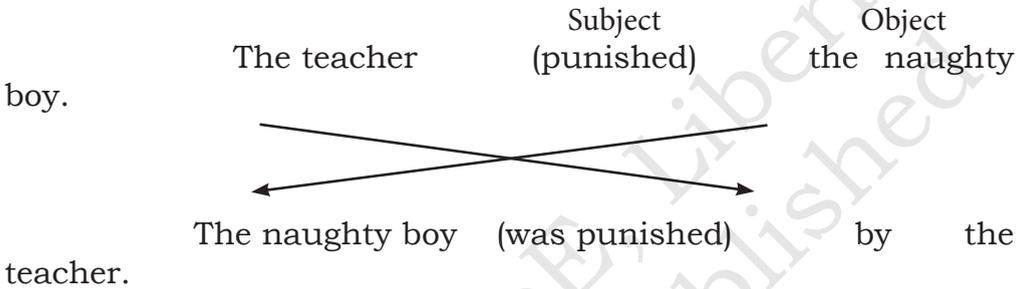 Subject Object
The teacher (punished) the naughty
boy.
The naughty boy (was punished) by the
teacher.